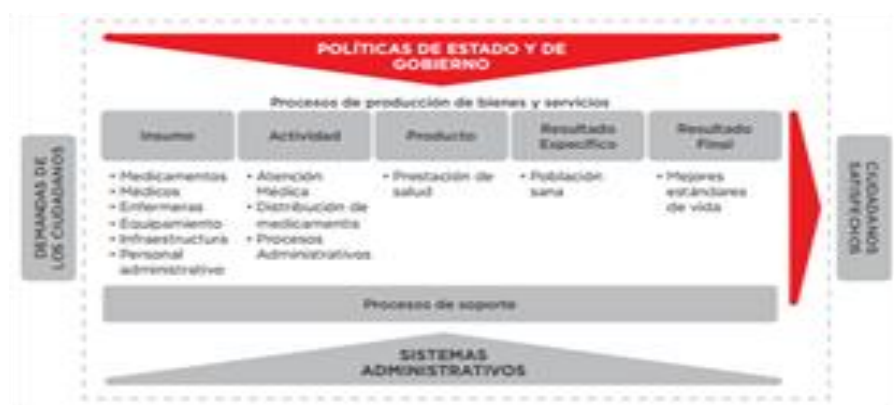 POLÍTICAS DE ESTADO Y DE
GOBIERNO
Procesos de producción de bienes y servicios
DEMANDAS DE
LOS CIUDADANOS
Insumo
• Medicamentos
• Médicos
• Enfermeras
• Equipamiento
• Infraestructura
• Personal
administrativo
Actividad
• Atención
Médica
• Distribución de
medicamentis
• Procesos
Administrativos
Producto
• Prestación de
salud
Resultado
Específico
• Población
sana
Resultado
Final
• Mejores
estándares
de vida
CIUDADANOS
SATISFECHOS
Procesos de soporte
SISTEMAS
ADMINISTRATIVOS